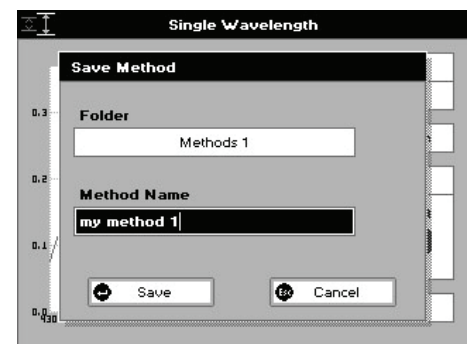 Single Wavelength
Save Method
Folder
Methods 1
Method Name
my method 1
Save
Esc Cancel
0.3
0.2
0.1
0.0
430